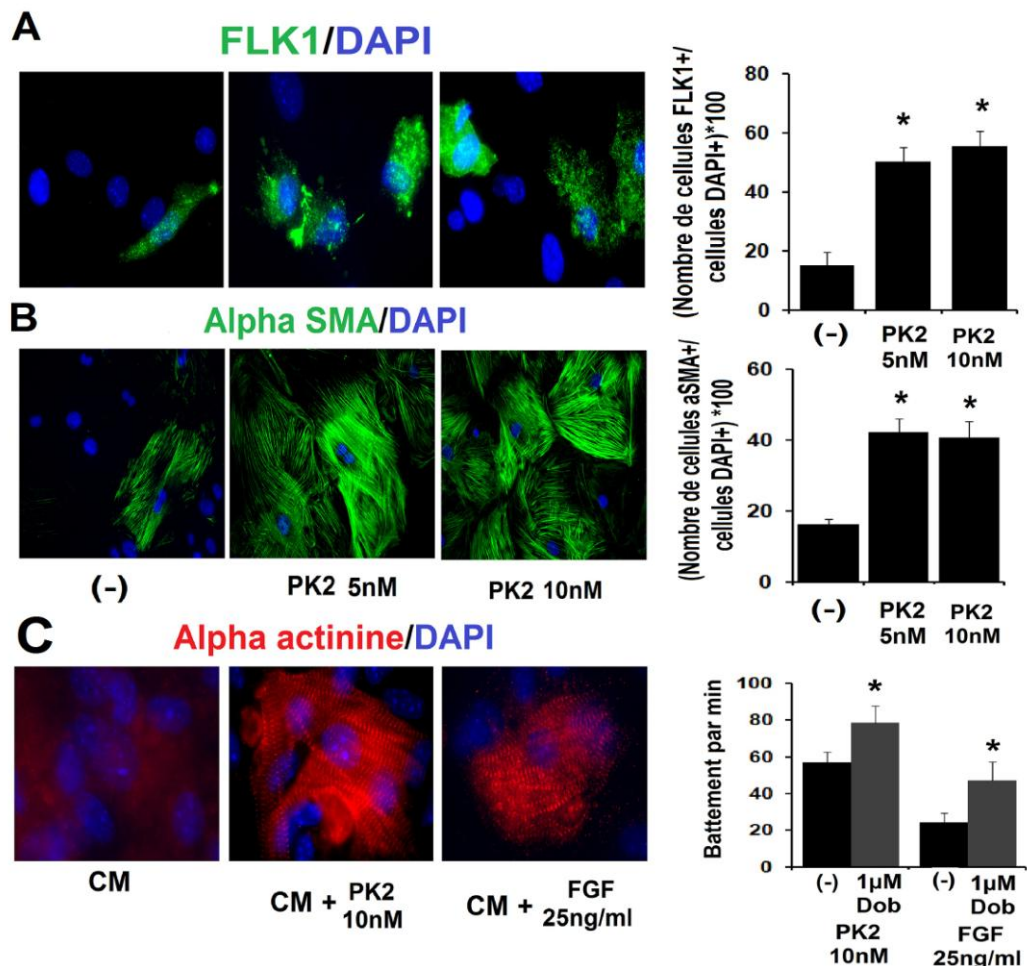 A
FLK1/DAPI
(Nombre de cellules FLK1+/
cellules DAPI+)*100
80
60
40
20
0
*
*
(-)
PK2
5nM
PK2
10nM
B
Alpha SMA/DAPI
(-)
PK2 5nM
PK2 10nM
(Nombre de cellules aSMA+/
cellules DAPI+) *100
60
40
20
0
*
*
(-)
PK2
5nM
PK2
10nM
C
Alpha actinine/DAPI
CM
CM + PK2
10nM
CM + FGF
25ng/ml
Battement par min
100
80
60
40
20
0
*
*
(-)
1µM
Dob
(-)
1µM
Dob
PK2
10nM
FGF
25ng/ml